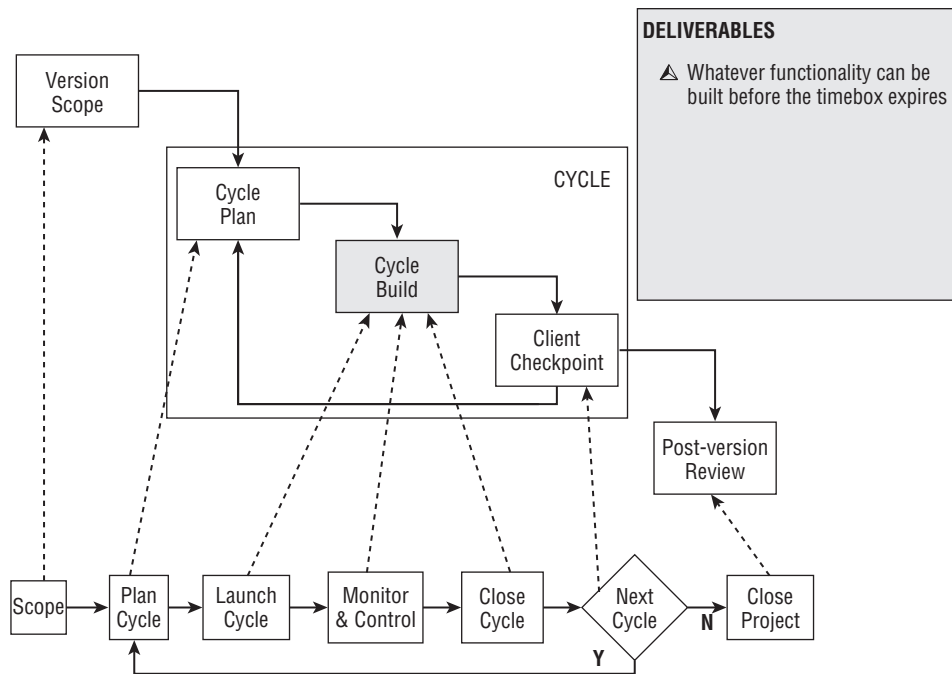 DELIVERABLES
Whatever functionality can be
built before the timebox expires
Version
Scope
CYCLE
Cycle
Plan
Cycle
Build
Client
Checkpoint
Post-version
Review
Scope
Plan
Cycle
Launch
Cycle
Monitor
& Control
Close
Cycle
Next
Cycle
N
Close
Project
Y